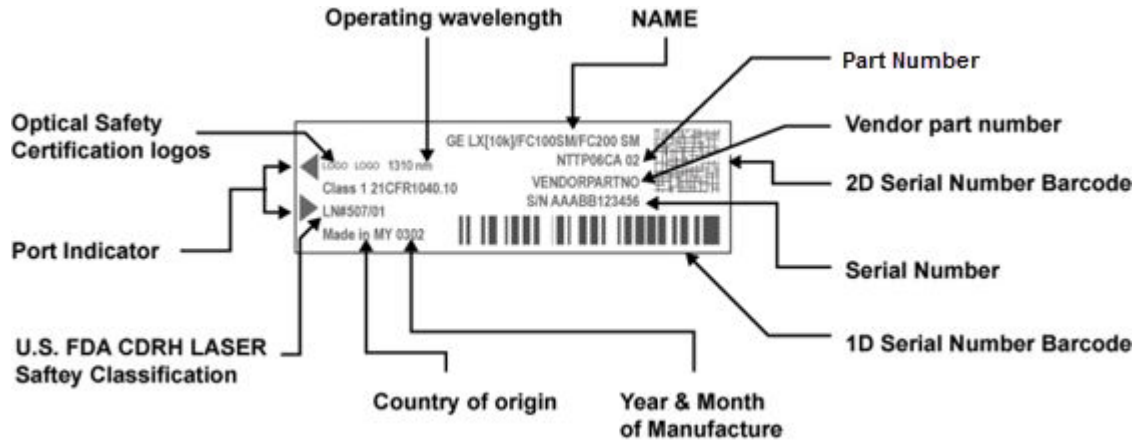 Operating wavelength
NAME
Part Number
Optical Safety
Certification logos
Vendor part number
2D Serial Number Barcode
Port Indicator
Serial Number
U.S. FDA CDRH LASER
Saftey Classification
1D Serial Number Barcode
Country of origin
Year & Month
of Manufacture
GE LX[10k]/FC100SM/FC200 SM
NTTP06CA 02
LOGO LOGO 1310 nm
VENDORPARTNO
Class 1 21CFR1040.10
S/N AAABB123456
LN#507/01
Made in MY 0302